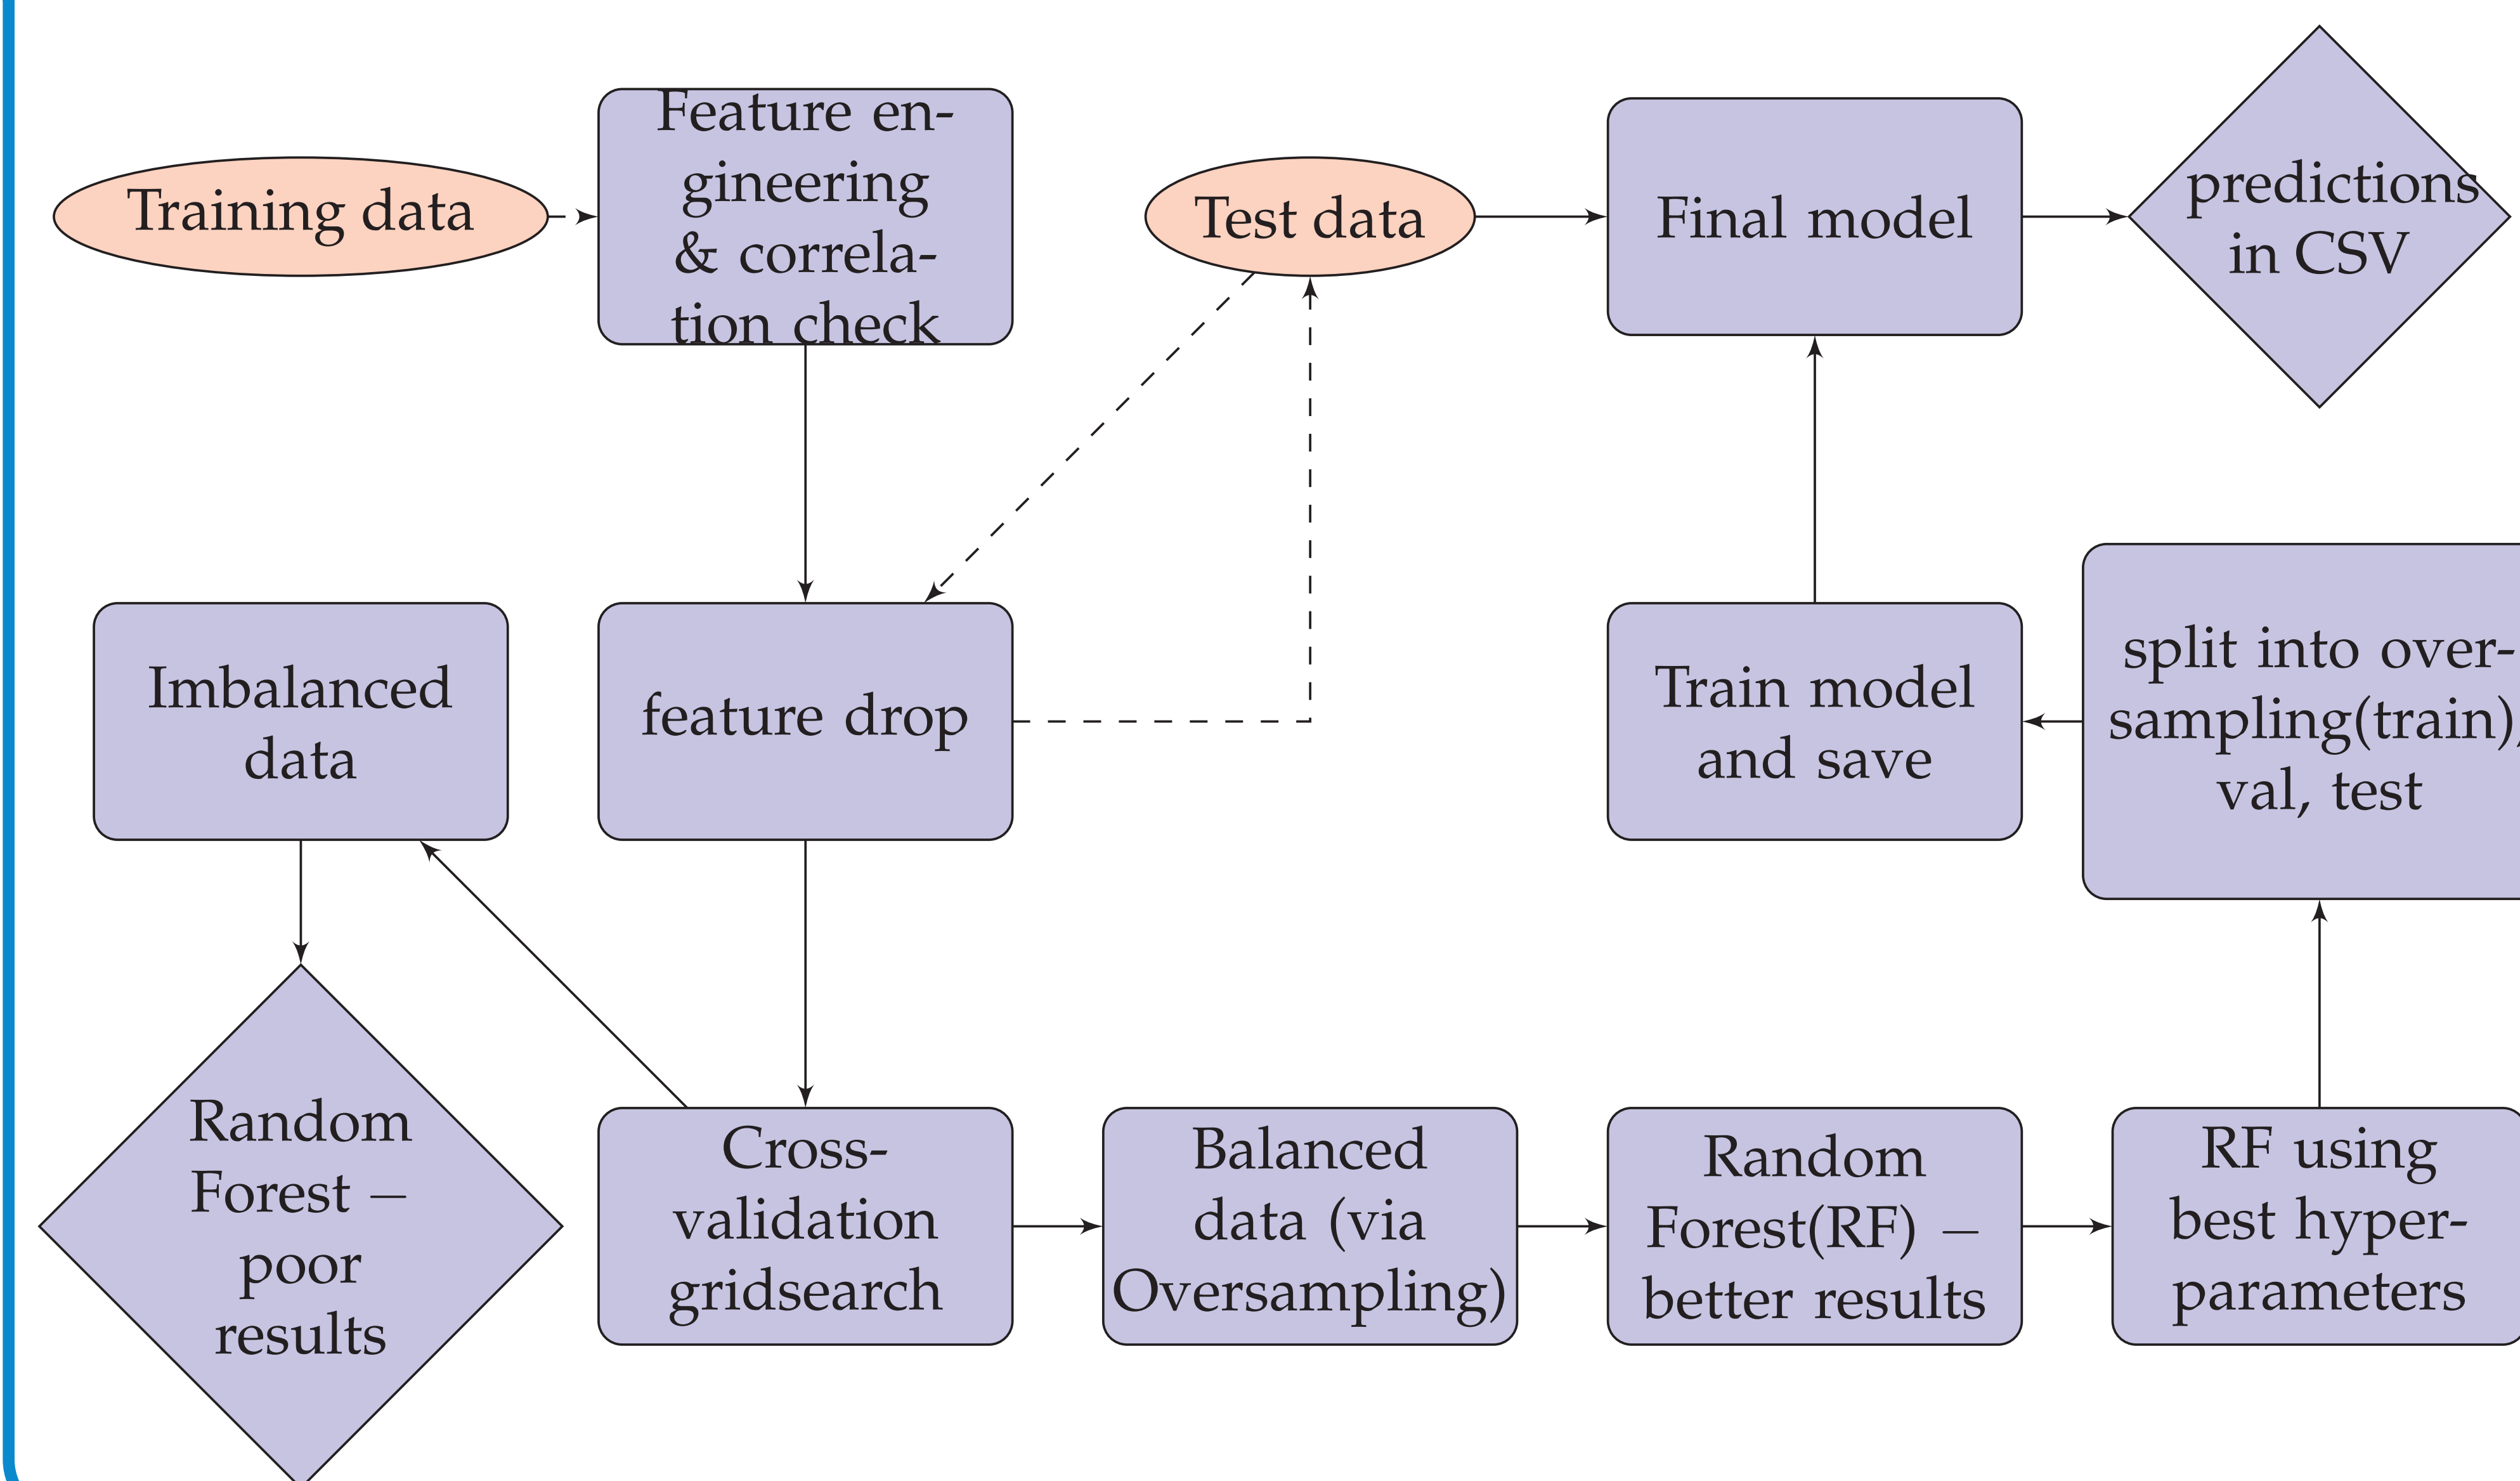 Training data
Feature en-
gineering
& correla-
tion check
Test data
Final model
predictions
in CSV
Imbalanced
data
feature drop
Train model
and save
split into over-
sampling(train),
val, test
Random
Forest –
poor
results
Cross-
validation
gridsearch
Balanced
data (via
Oversampling)
Random
Forest(RF) –
better results
RF using
best hyper-
parameters